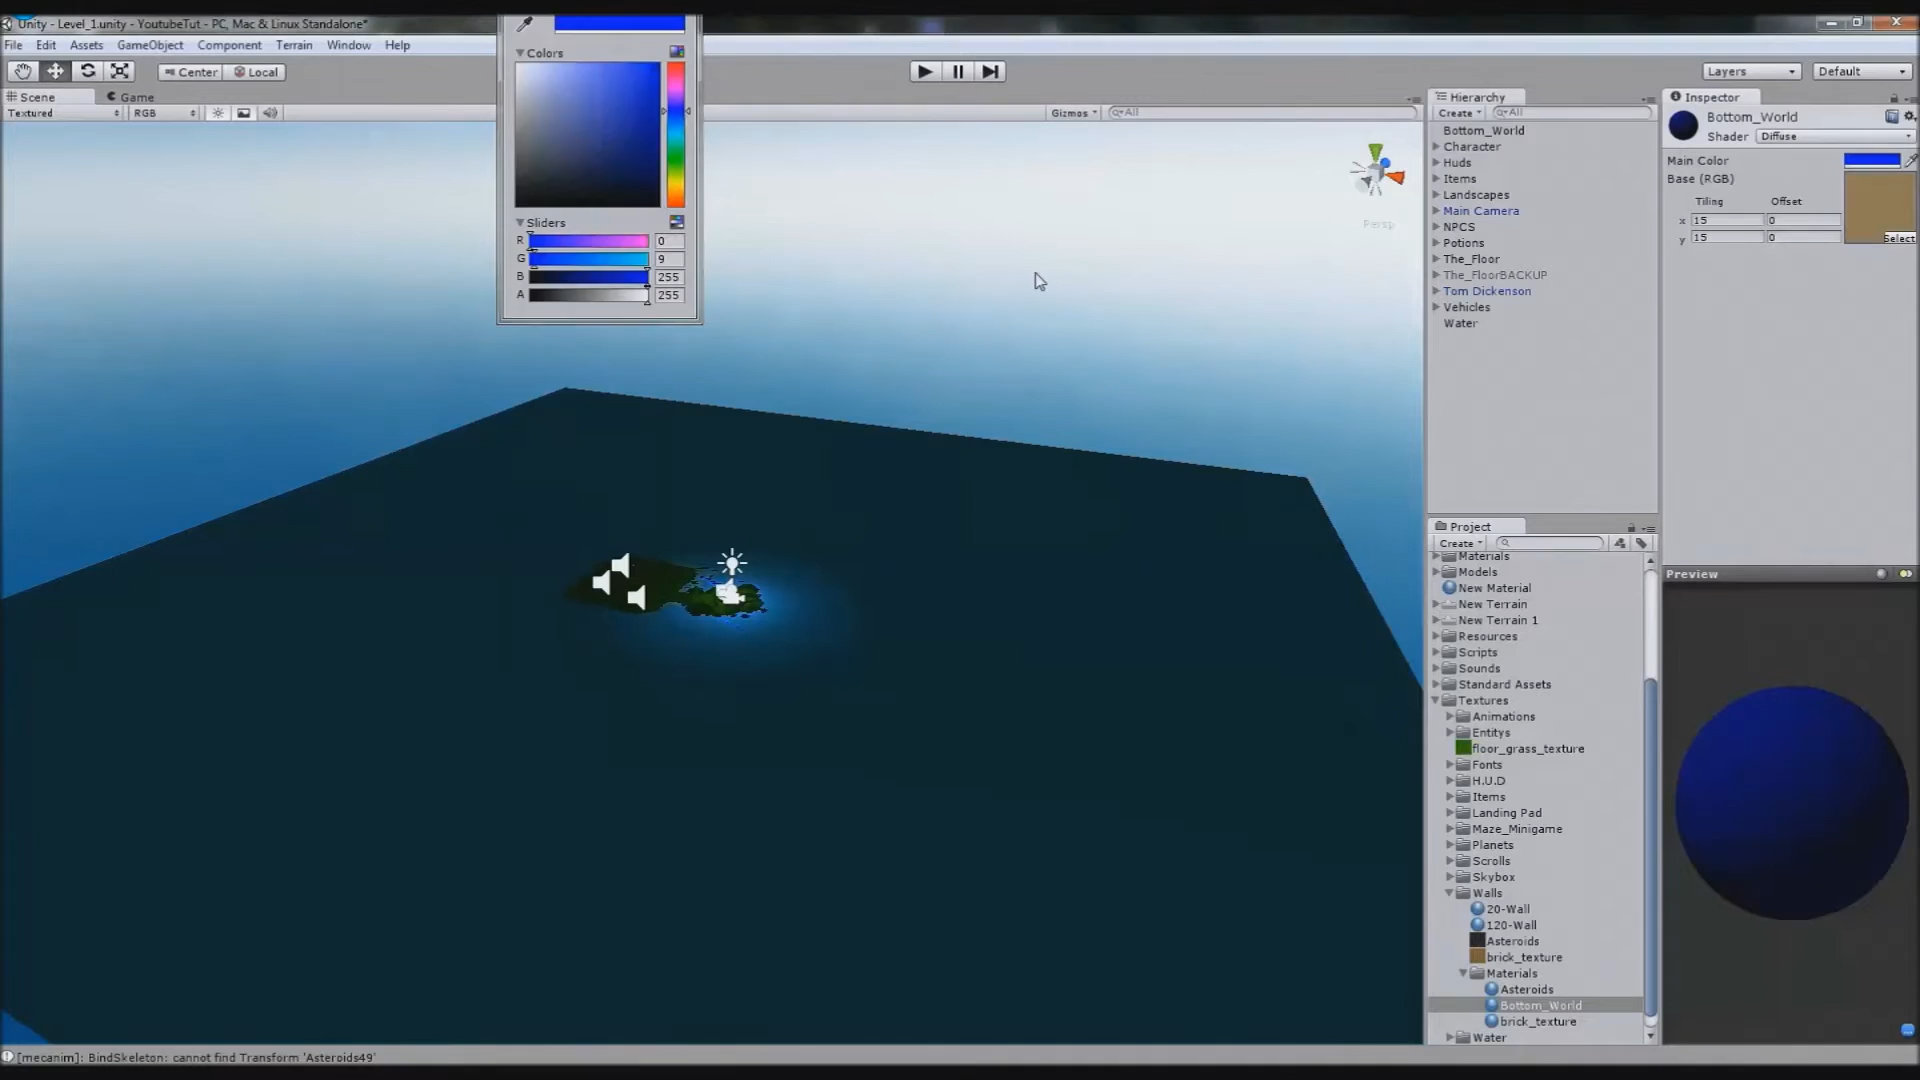 Unity - Level_1.unity - YoutubeTut - PC, Mac & Linux Standalone*
File Edit Assets GameObject Component Terrain Window Help
Center Local
Layers Default
Scene Game
Textured RGB Gizmos All
Colors
Sliders
R 0
G 9
B 255
A 255
Persp
Hierarchy
Create All
Bottom_World
Character
Huds
Items
Landscapes
Main Camera
NPCS
Potions
The_Floor
The_FloorBACKUP
Tom Dickenson
Vehicles
Water
Project
Create
Materials
Models
New Material
New Terrain
New Terrain 1
Resources
Scripts
Sounds
Standard Assets
Textures
Animations
Entitys
floor_grass_texture
Fonts
H.U.D
Items
Landing Pad
Maze_Minigame
Planets
Scrolls
Skybox
Walls
20-Wall
120-Wall
Asteroids
brick_texture
Materials
Asteroids
Bottom_World
brick_texture
Water
Inspector
Bottom_World
Shader Diffuse
Main Color
Base (RGB)
Tiling Offset
x 15 0
y 15 0
Select
Preview
[mecanim]: BindSkeleton: cannot find Transform 'Asteroids49'